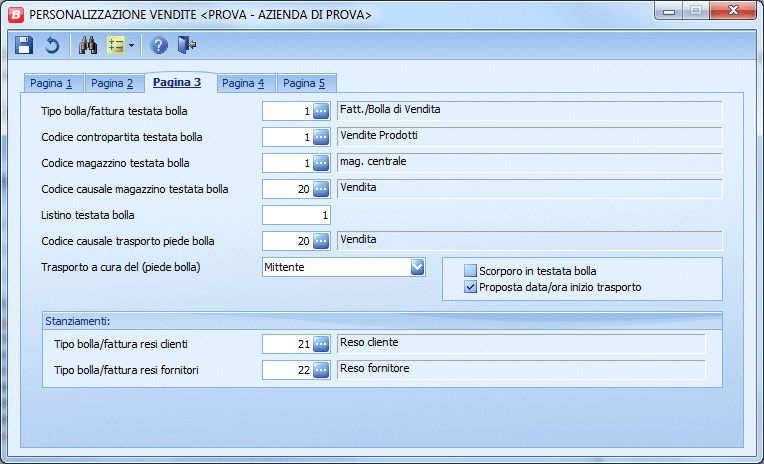 B PERSONALIZZAZIONE VENDITE <PROVA - AZIENDA DI PROVA>
Pagina 1 Pagina 2 Pagina 3 Pagina 4 Pagina 5
Tipo bolla/fattura testata bolla 1 Fatt./Bolla di Vendita
Codice contropartita testata bolla 1 Vendite Prodotti
Codice magazzino testata bolla 1 mag. centrale
Codice causale magazzino testata bolla 20 Vendita
Listino testata bolla 1
Codice causale trasporto piede bolla 20 Vendita
Trasporto a cura del (piede bolla) Mittente
Scorporo in testata bolla
Proposta data/ora inizio trasporto
Stanziamenti:
Tipo bolla/fattura resi clienti 21 Reso cliente
Tipo bolla/fattura resi fornitori 22 Reso fornitore